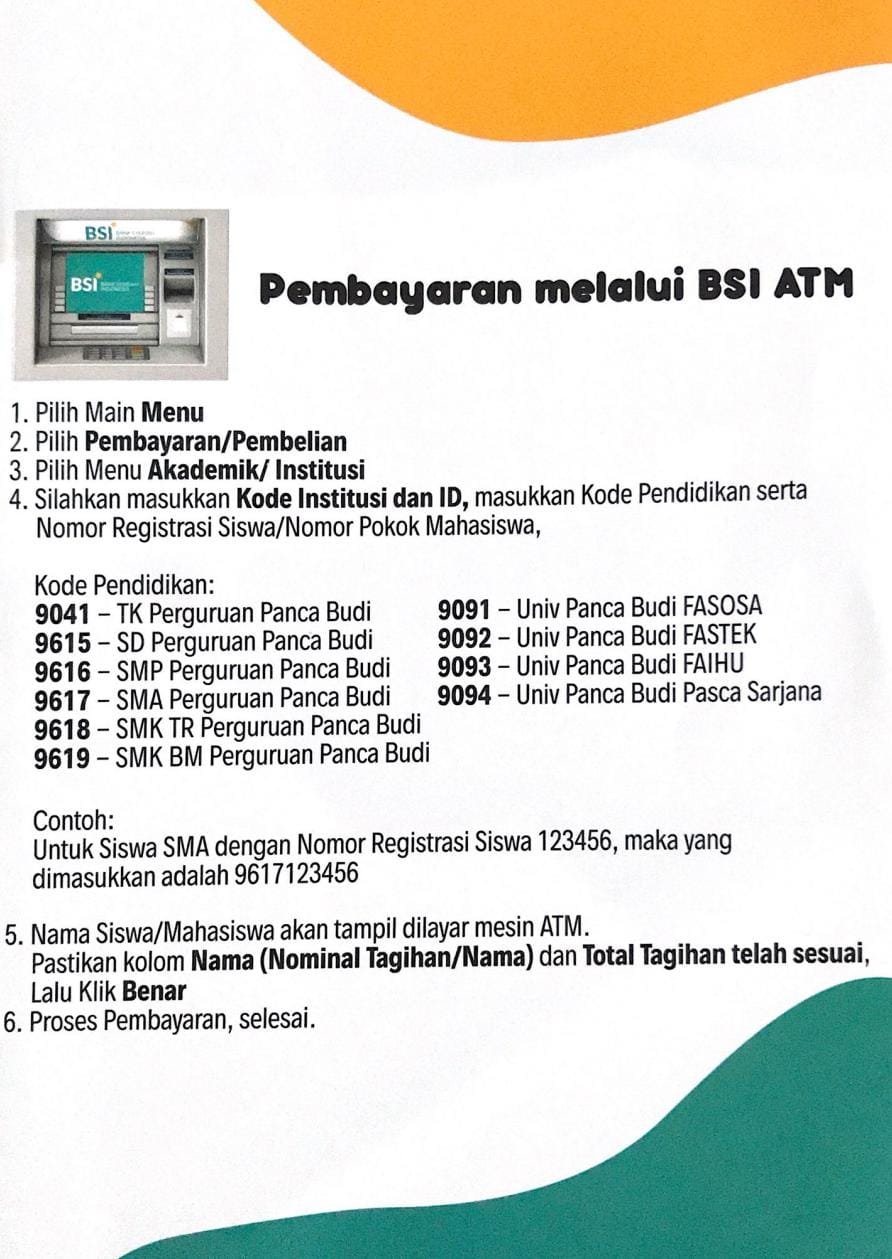 BSI BANK SYARIAH
INDONESIA
BSI BANK SYARIAH
INDONESIA
Pembayaran melalui BSI ATM
1. Pilih Main Menu
2. Pilih Pembayaran/Pembelian
3. Pilih Menu Akademik/ Institusi
4. Silahkan masukkan Kode Institusi dan ID, masukkan Kode Pendidikan serta
Nomor Registrasi Siswa/Nomor Pokok Mahasiswa,
Kode Pendidikan:
9041 – TK Perguruan Panca Budi
9615 – SD Perguruan Panca Budi
9616 – SMP Perguruan Panca Budi
9617 – SMA Perguruan Panca Budi
9618 – SMK TR Perguruan Panca Budi
9619 – SMK BM Perguruan Panca Budi
9091 – Univ Panca Budi FASOSA
9092 – Univ Panca Budi FASTEK
9093 – Univ Panca Budi FAIHU
9094 – Univ Panca Budi Pasca Sarjana
Contoh:
Untuk Siswa SMA dengan Nomor Registrasi Siswa 123456, maka yang
dimasukkan adalah 9617123456
5. Nama Siswa/Mahasiswa akan tampil dilayar mesin ATM.
Pastikan kolom Nama (Nominal Tagihan/Nama) dan Total Tagihan telah sesuai,
Lalu Klik Benar
6. Proses Pembayaran, selesai.